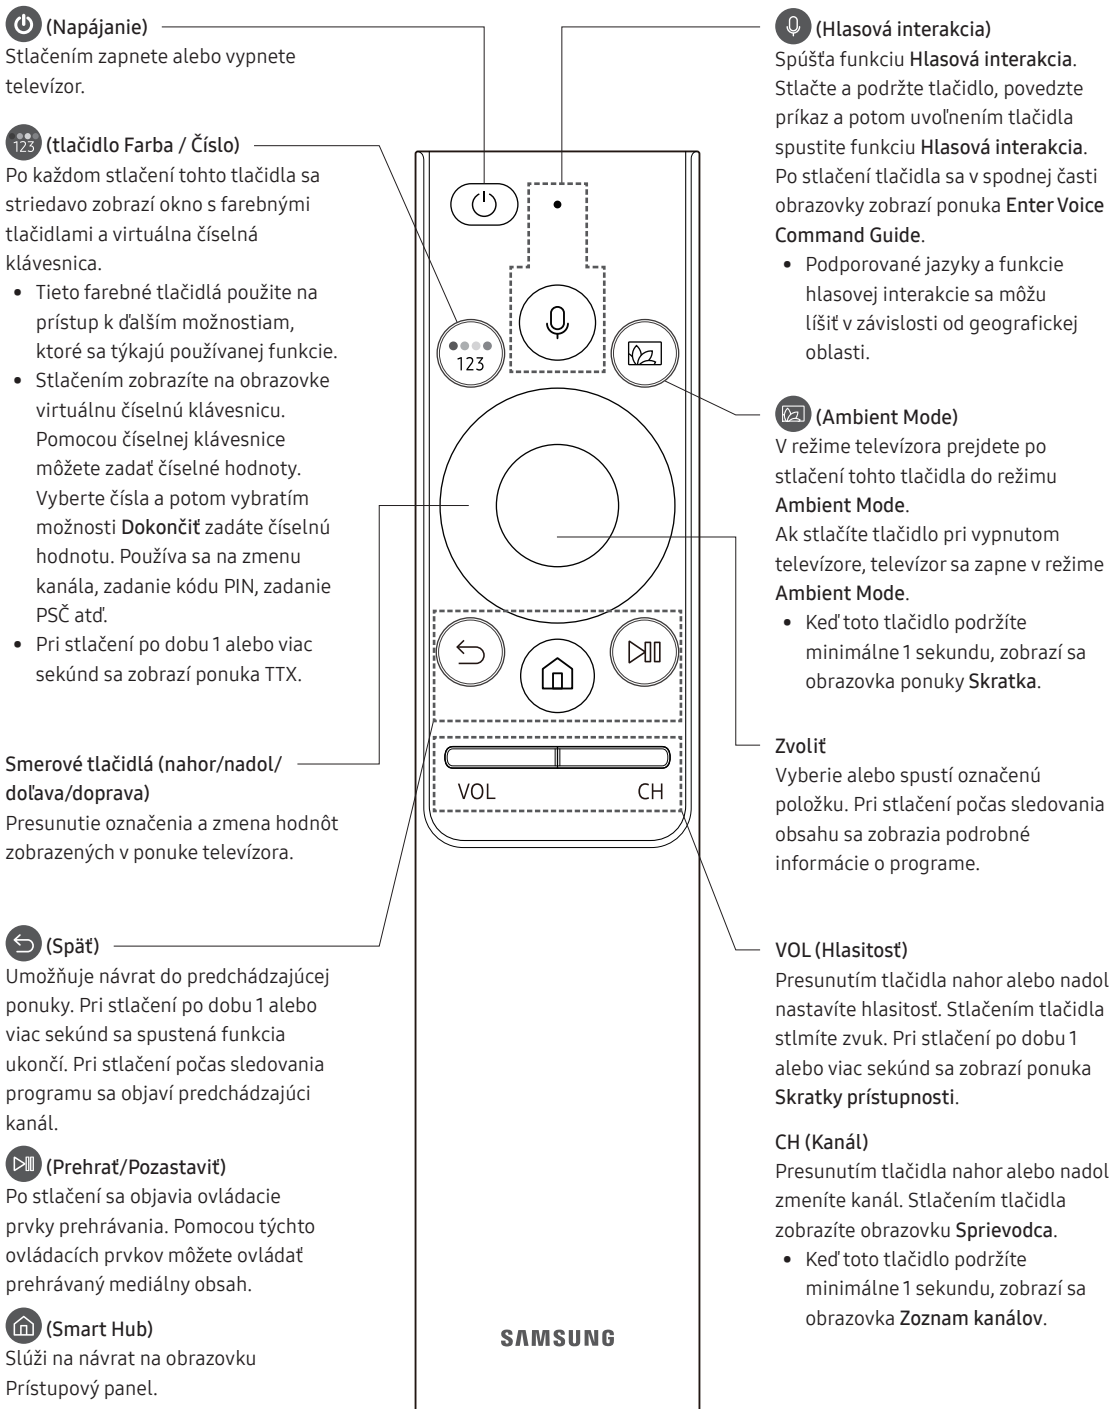 (Napájanie)
Stlačením zapnete alebo vypnete
televízor.
123 (tlačidlo Farba / Číslo)
Po každom stlačení tohto tlačidla sa
striedavo zobrazí okno s farebnými
tlačidlami a virtuálna číselná
klávesnica.
• Tieto farebné tlačidlá použite na
prístup k ďalším možnostiam,
ktoré sa týkajú používanej funkcie.
• Stlačením zobrazíte na obrazovke
virtuálnu číselnú klávesnicu.
Pomocou číselnej klávesnice
môžete zadať číselné hodnoty.
Vyberte čísla a potom vybratím
možnosti Dokončiť zadáte číselnú
hodnotu. Používa sa na zmenu
kanála, zadanie kódu PIN, zadanie
PSČ atď.
• Pri stlačení po dobu 1 alebo viac
sekúnd sa zobrazí ponuka TTX.
Smerové tlačidlá (nahor/nadol/
doľava/doprava)
Presunutie označenia a zmena hodnôt
zobrazených v ponuke televízora.
(Späť)
Umožňuje návrat do predchádzajúcej
ponuky. Pri stlačení po dobu 1 alebo
viac sekúnd sa spustená funkcia
ukončí. Pri stlačení počas sledovania
programu sa objaví predchádzajúci
kanál.
(Prehrať/Pozastaviť)
Po stlačení sa objavia ovládacie
prvky prehrávania. Pomocou týchto
ovládacích prvkov môžete ovládať
prehrávaný mediálny obsah.
(Smart Hub)
Slúži na návrat na obrazovku
Prístupový panel.
123
VOL
CH
SAMSUNG
(Hlasová interakcia)
Spúšťa funkciu Hlasová interakcia.
Stlačte a podržte tlačidlo, povedzte
príkaz a potom uvoľnením tlačidla
spustite funkciu Hlasová interakcia.
Po stlačení tlačidla sa v spodnej časti
obrazovky zobrazí ponuka Enter Voice
Command Guide.
• Podporované jazyky a funkcie
hlasovej interakcie sa môžu
líšiť v závislosti od geografickej
oblasti.
(Ambient Mode)
V režime televízora prejdete po
stlačení tohto tlačidla do režimu
Ambient Mode.
Ak stlačíte tlačidlo pri vypnutom
televízore, televízor sa zapne v režime
Ambient Mode.
• Keď toto tlačidlo podržíte
minimálne 1 sekundu, zobrazí sa
obrazovka ponuky Skratka.
Zvoliť
Vyberie alebo spustí označenú
položku. Pri stlačení počas sledovania
obsahu sa zobrazia podrobné
informácie o programe.
VOL (Hlasitosť)
Presunutím tlačidla nahor alebo nadol
nastavíte hlasitosť. Stlačením tlačidla
stlmíte zvuk. Pri stlačení po dobu 1
alebo viac sekúnd sa zobrazí ponuka
Skratky prístupnosti.
CH (Kanál)
Presunutím tlačidla nahor alebo nadol
zmeníte kanál. Stlačením tlačidla
zobrazíte obrazovku Sprievodca.
• Keď toto tlačidlo podržíte
minimálne 1 sekundu, zobrazí sa
obrazovka Zoznam kanálov.